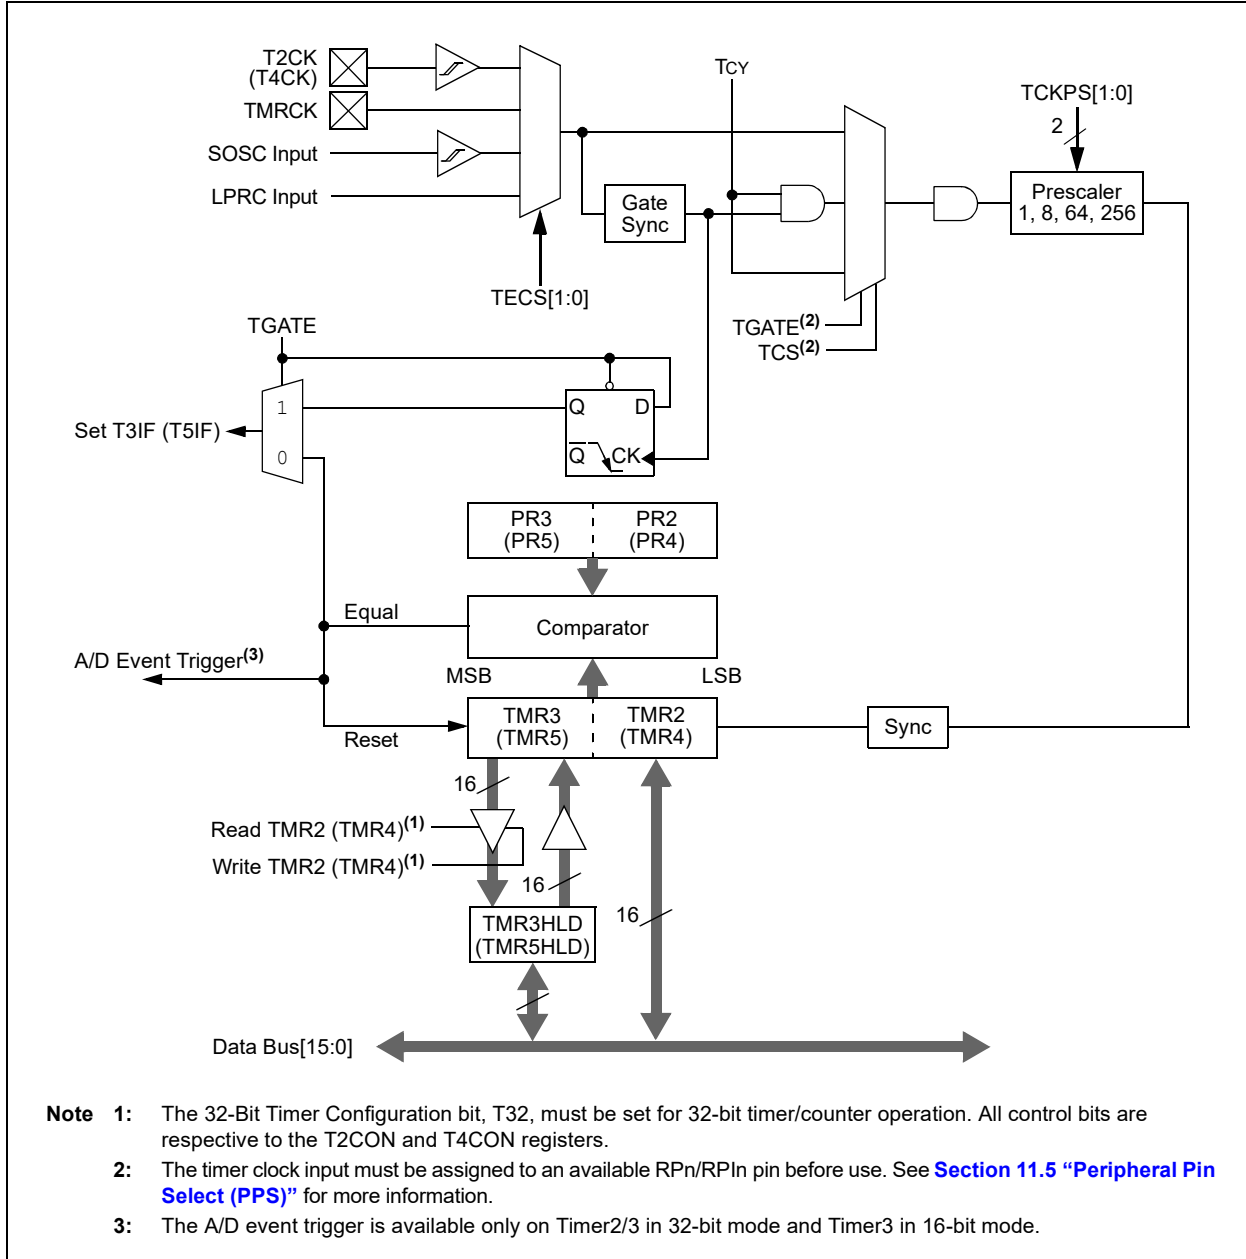 T2CK
(T4CK)
TMRCK
SOSC Input
LPRC Input
TECS[1:0]
TCY
TCKPS[1:0]
2
Gate
Sync
Prescaler
1, 8, 64, 256
TGATE(2)
TCS(2)
TGATE
1
0
Set T3IF (T5IF)
Q
D
Q
CK
PR3
(PR5)
PR2
(PR4)
Equal
Comparator
A/D Event Trigger(3)
MSB
LSB
Reset
TMR3
(TMR5)
TMR2
(TMR4)
Sync
16
Read TMR2 (TMR4)(1)
Write TMR2 (TMR4)(1)
16
16
TMR3HLD
(TMR5HLD)
Data Bus[15:0]
Note 1: The 32-Bit Timer Configuration bit, T32, must be set for 32-bit timer/counter operation. All control bits are
respective to the T2CON and T4CON registers.
2: The timer clock input must be assigned to an available RPn/RPIn pin before use. See Section 11.5 “Peripheral Pin
Select (PPS)” for more information.
3: The A/D event trigger is available only on Timer2/3 in 32-bit mode and Timer3 in 16-bit mode.